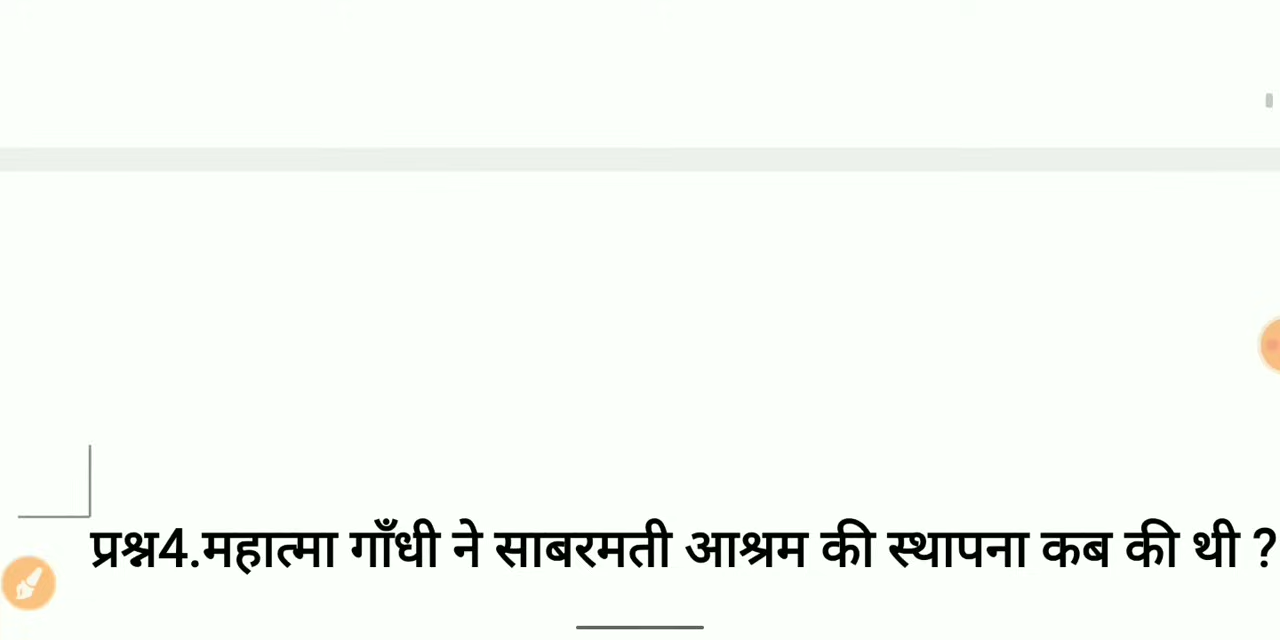 प्रश्न4.महात्मा गाँधी ने साबरमती आश्रम की स्थापना कब की थी ?